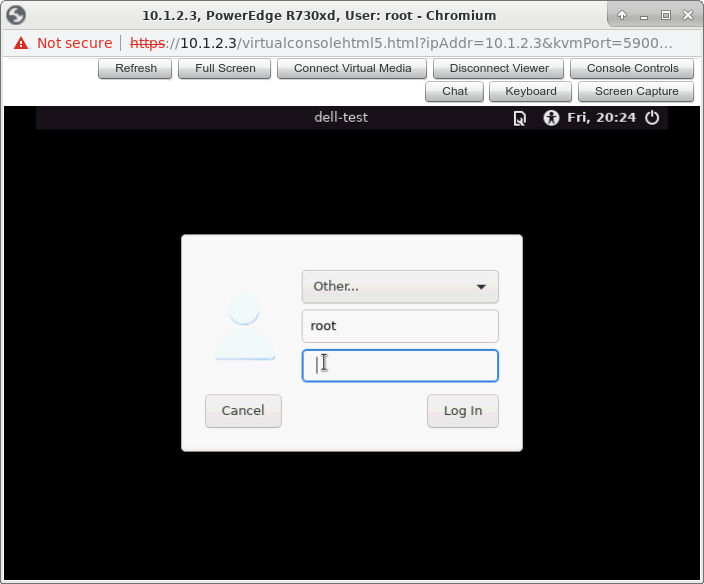 10.1.2.3, PowerEdge R730xd, User: root - Chromium
Not secure | https://10.1.2.3/virtualconsolehtml5.html?ipAddr=10.1.2.3&kvmPort=5900...
Refresh Full Screen Connect Virtual Media Disconnect Viewer Console Controls
Chat Keyboard Screen Capture
dell-test Fri, 20:24
Other...
root
Cancel Log In